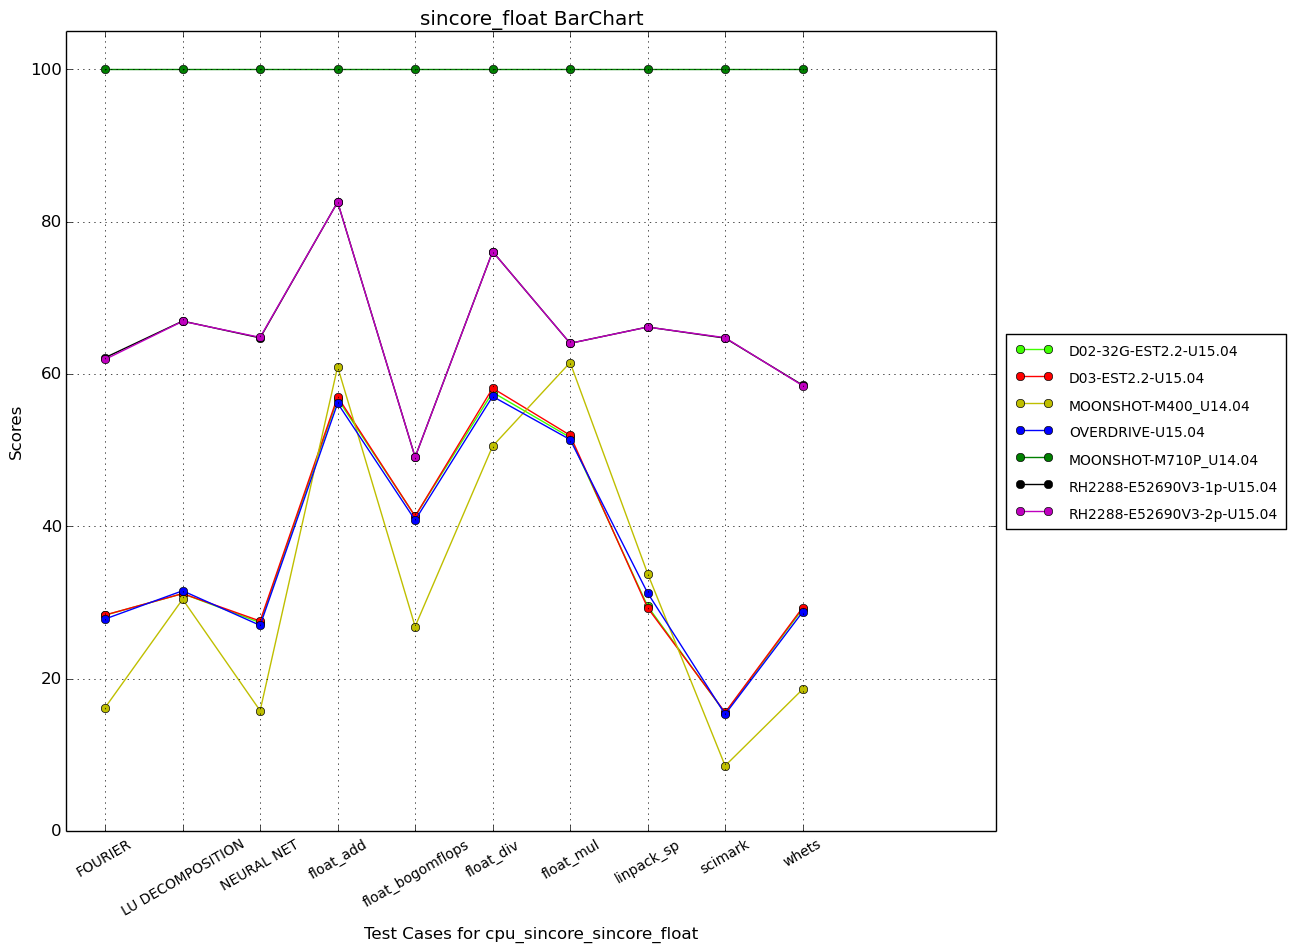 sincore_float BarChart
100
80
60
40
20
0
Scores
FOURIER
LU DECOMPOSITION
NEURAL NET
float_add
float_bogomflops
float_div
float_mul
linpack_sp
scimark
whets
Test Cases for cpu_sincore_sincore_float
D02-32G-EST2.2-U15.04
D03-EST2.2-U15.04
MOONSHOT-M400_U14.04
OVERDRIVE-U15.04
MOONSHOT-M710P_U14.04
RH2288-E52690V3-1p-U15.04
RH2288-E52690V3-2p-U15.04